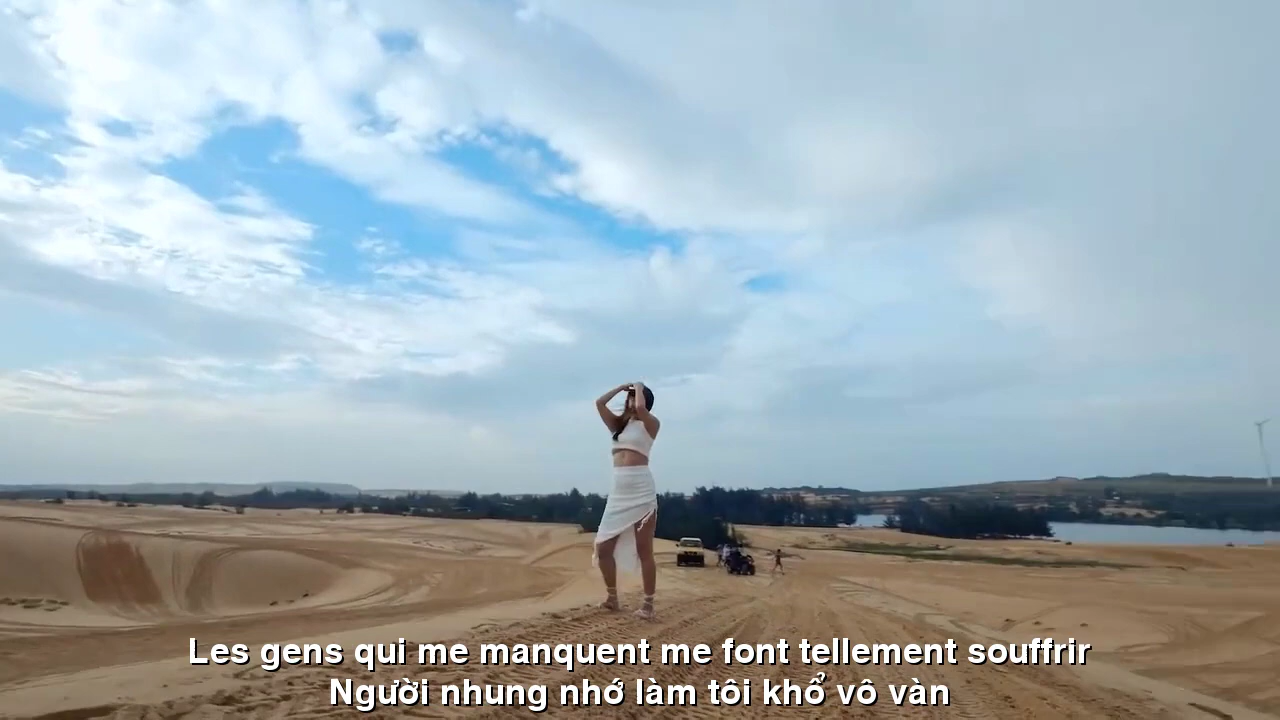 Les gens qui me manquent me font tellement souffrir
Người nhung nhớ làm tôi khổ vô vàn